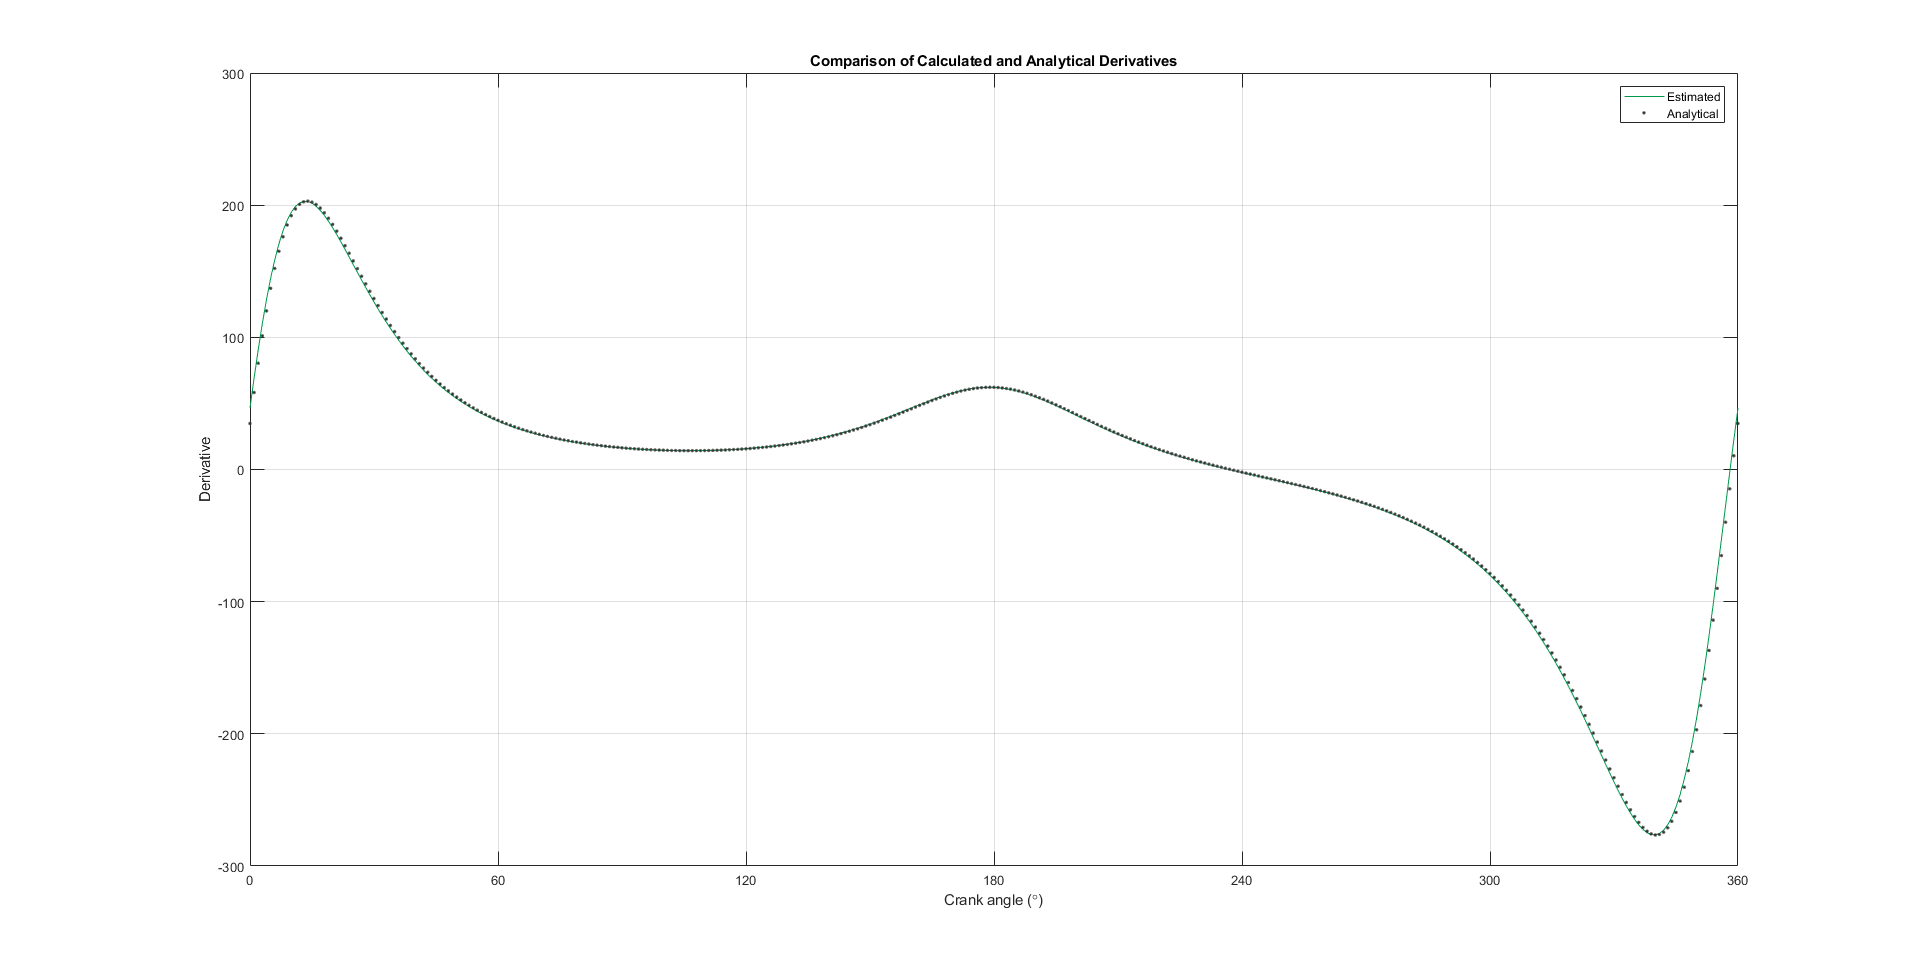 Comparison of Calculated and Analytical Derivatives
300
200
100
0
-100
-200
-300
Derivative
Estimated
Analytical
0 60 120 180 240 300 360
Crank angle (°)